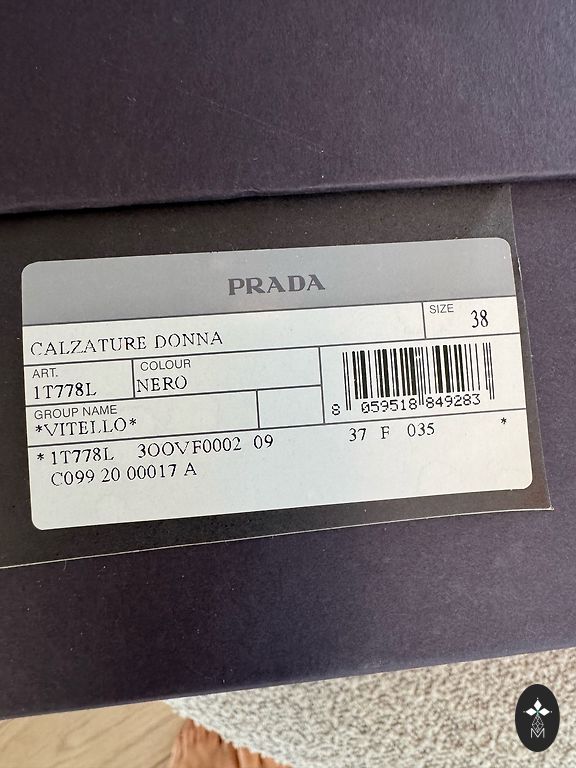 PRADA
SIZE 38
CALZATURE DONNA
ART. COLOUR
1T778L NERO
GROUP NAME
*VITELLO*
8 059518 849283
*1T778L 3OOVF0002 09 37 F 035 *
C099 20 00017 A
M